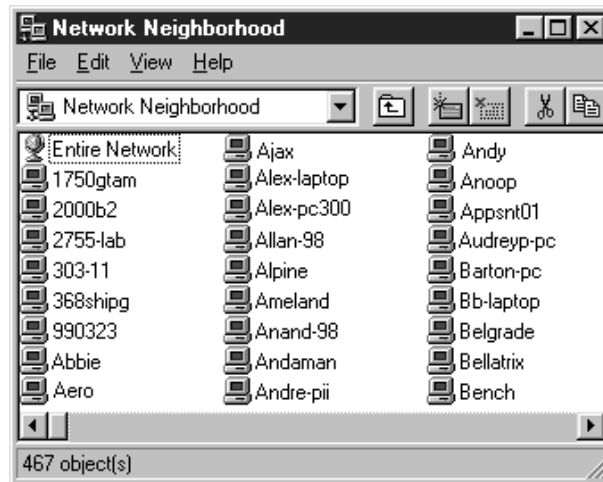 Network Neighborhood
File Edit View Help
Network Neighborhood
Entire Network
1750gtam
2000b2
2755-lab
303-11
368shipg
990323
Abbie
Aero
Ajax
Alex-laptop
Alex-pc300
Allan-98
Alpine
Ameland
Anand-98
Andaman
Andre-pii
Andy
Anoop
Appsnt01
Audreyp-pc
Barton-pc
Bb-laptop
Belgrade
Bellatrix
Bench
467 object(s)